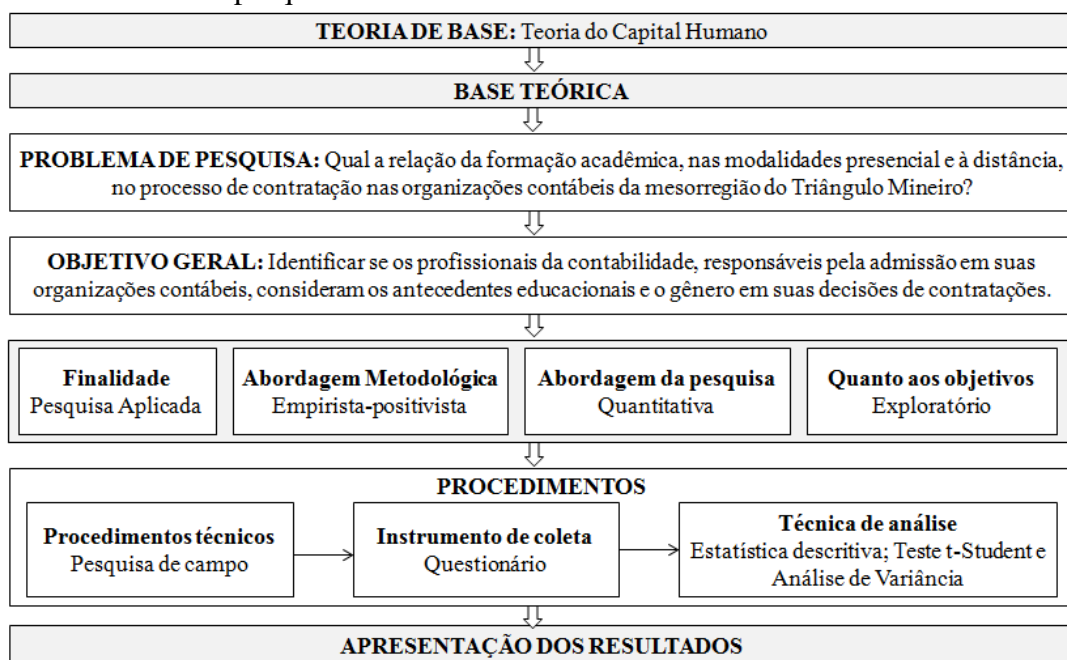 TEORIA DE BASE: Teoria do Capital Humano
BASE TEÓRICA
PROBLEMA DE PESQUISA: Qual a relação da formação acadêmica, nas modalidades presencial e à distância,
no processo de contratação nas organizações contábeis da mesorregião do Triângulo Mineiro?
OBJETIVO GERAL: Identificar se os profissionais da contabilidade, responsáveis pela admissão em suas
organizações contábeis, consideram os antecedentes educacionais e o gênero em suas decisões de contratações.
Finalidade
Pesquisa Aplicada
Abordagem Metodológica
Empirista-positivista
Abordagem da pesquisa
Quantitativa
Quanto aos objetivos
Exploratório
PROCEDIMENTOS
Procedimentos técnicos
Pesquisa de campo
Instrumento de coleta
Questionário
Técnica de análise
Estatística descritiva; Teste t-Student e
Análise de Variância
APRESENTAÇÃO DOS RESULTADOS